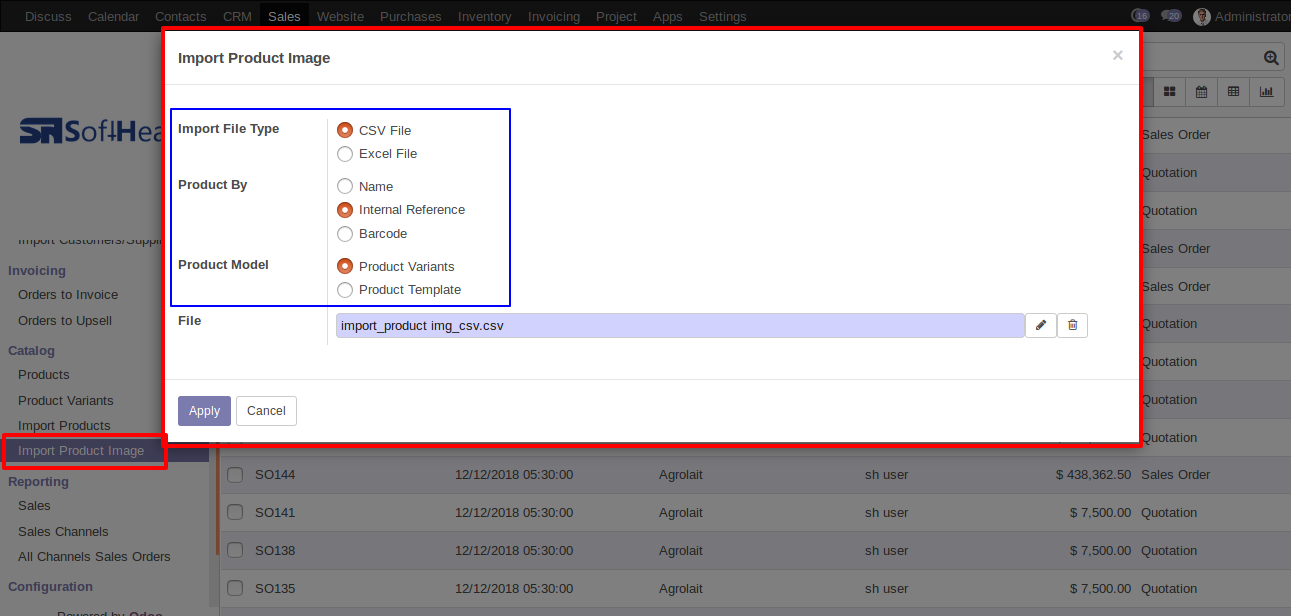 Discuss Calendar Contacts CRM Sales Website Purchases Inventory Invoicing Project Apps Settings 16 20 Administrator
Import Product Image ×
SoftHea
Import File Type
CSV File
Excel File
Product By
Name
Internal Reference
Barcode
Product Model
Product Variants
Product Template
File
import_product img_csv.csv
Apply Cancel
Import Customers/Suppli
Invoicing
Orders to Invoice
Orders to Upsell
Catalog
Products
Product Variants
Import Products
Import Product Image
Reporting
Sales
Sales Channels
All Channels Sales Orders
Configuration
Powered by Odoo
Sales Order
Quotation
Quotation
Sales Order
Sales Order
Quotation
Quotation
Quotation
Quotation
SO144 12/12/2018 05:30:00 Agrolait sh user $ 438,362.50 Sales Order
SO141 12/12/2018 05:30:00 Agrolait sh user $ 7,500.00 Quotation
SO138 12/12/2018 05:30:00 Agrolait sh user $ 7,500.00 Quotation
SO135 12/12/2018 05:30:00 Agrolait sh user $ 7,500.00 Quotation